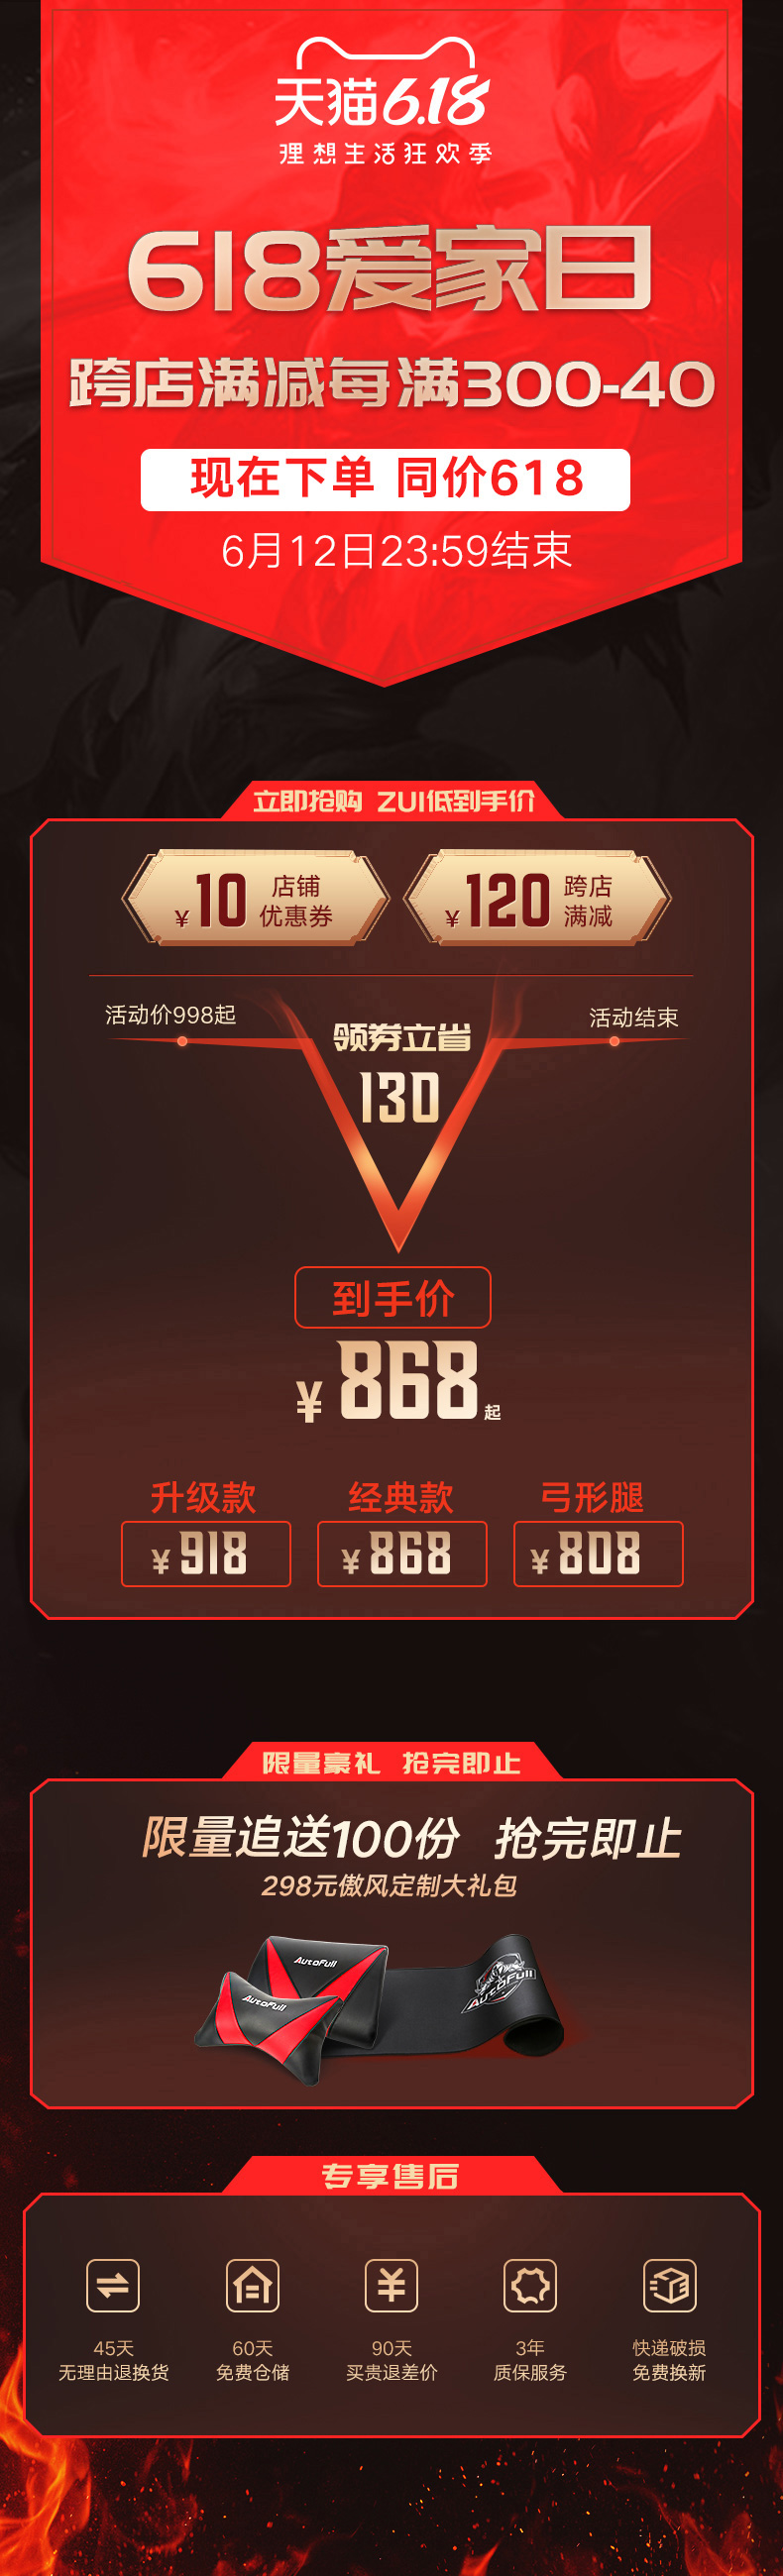 天猫6.18
理想生活狂欢季
618爱家日
跨店满减每满300-40
现在下单 同价618
6月12日23:59结束
立即抢购 ZUI低到手价
¥10 店铺优惠券
¥120 跨店满减
活动价998起
活动结束
领券立省
130
到手价
¥868起
升级款 经典款 弓形腿
¥918 ¥868 ¥808
限量豪礼 抢完即止
限量追送100份 抢完即止
298元傲风定制大礼包
AutoFull
AutoFull
AutoFull
专享售后
45天 60天 90天 3年 快递破损
无理由退换货 免费仓储 买贵退差价 质保服务 免费换新